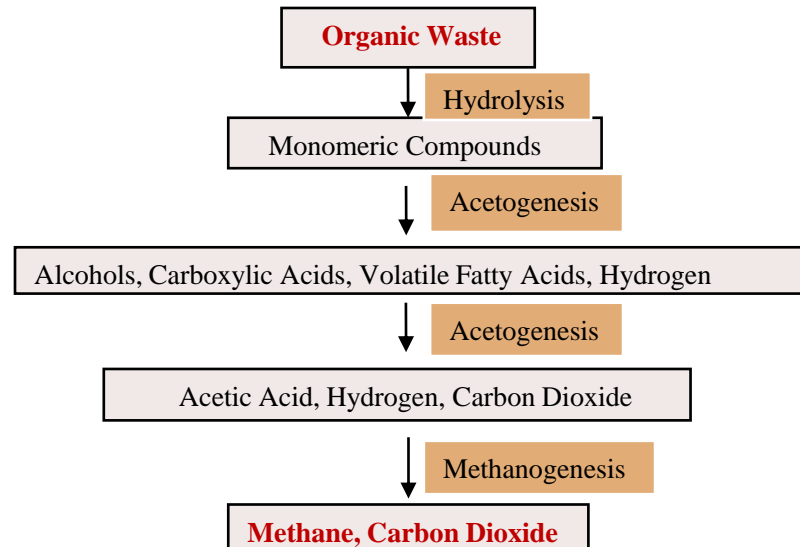 Organic Waste
Hydrolysis
Monomeric Compounds
Acetogenesis
Alcohols, Carboxylic Acids, Volatile Fatty Acids, Hydrogen
Acetogenesis
Acetic Acid, Hydrogen, Carbon Dioxide
Methanogenesis
Methane, Carbon Dioxide